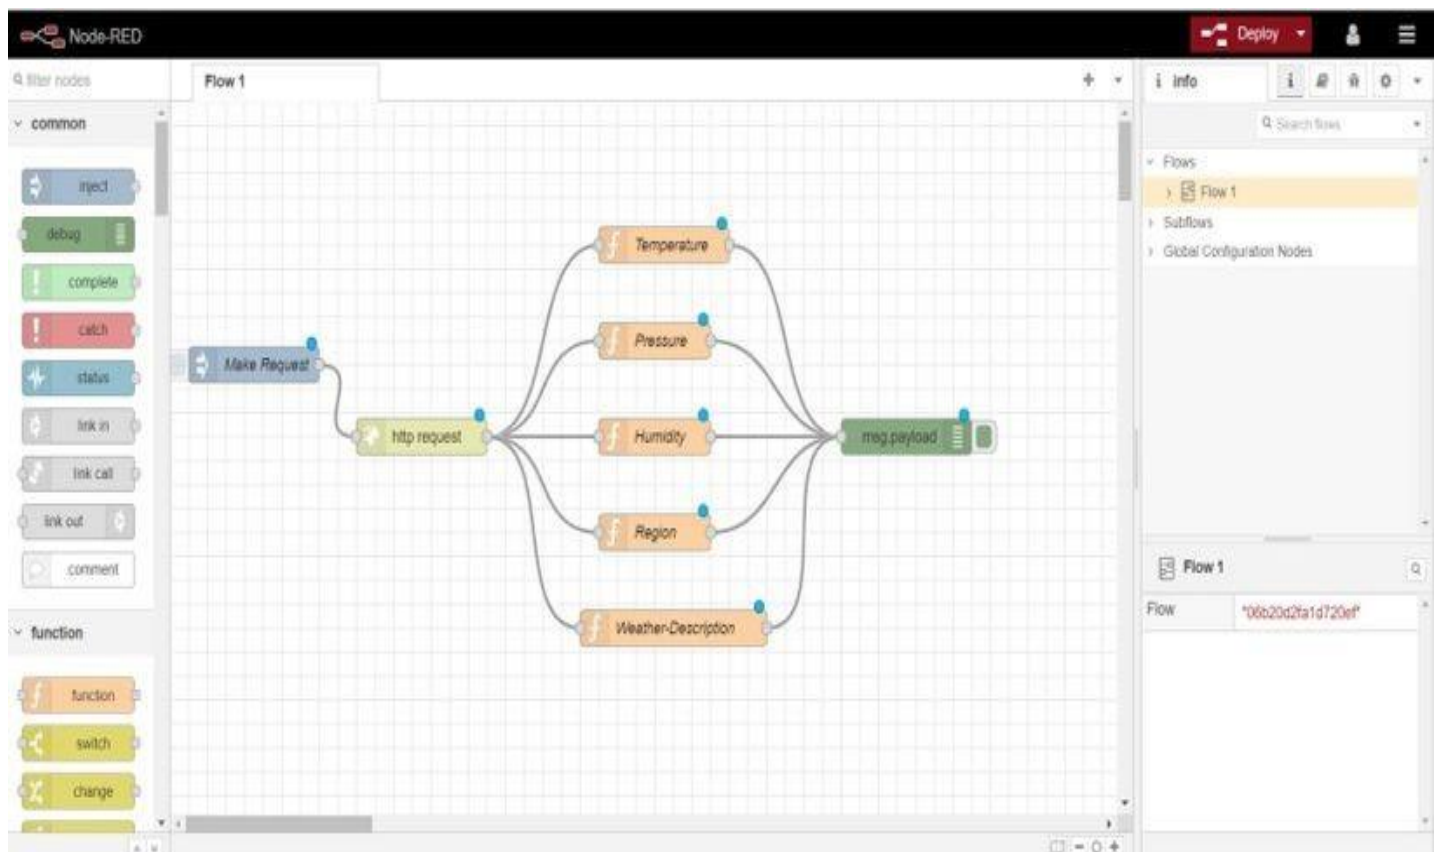 Node-RED
Deploy
filter nodes
Flow 1
i info
Search flows
common
inject
debug
complete
catch
status
link in
link call
link out
comment
function
function
switch
change
Make Request
http request
Temperature
Pressure
Humidity
Region
Weather-Description
msg.payload
Flows
Flow 1
Subflows
Global Configuration Nodes
Flow 1
Flow
"06b20d2fa1d720ef"